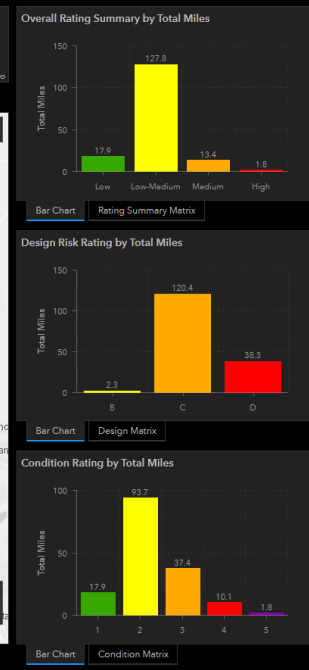 Overall Rating Summary by Total Miles
150
100
50
0
Total Miles
17.9
127.8
13.4
1.8
Low
Low-Medium
Medium
High
Bar Chart
Rating Summary Matrix
Design Risk Rating by Total Miles
150
100
50
0
Total Miles
2.3
120.4
38.3
B
C
D
Bar Chart
Design Matrix
Condition Rating by Total Miles
100
50
0
Total Miles
17.9
93.7
37.4
10.1
1.8
1
2
3
4
5
Bar Chart
Condition Matrix